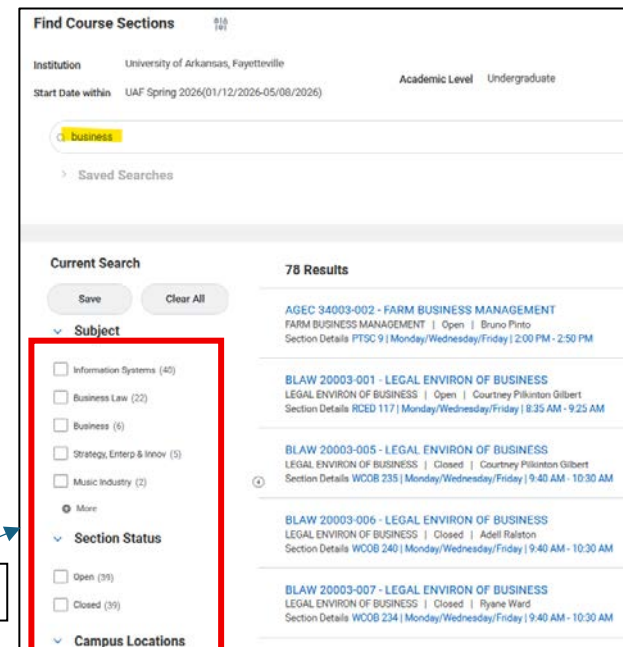 Find Course Sections
Institution University of Arkansas, Fayetteville
Academic Level Undergraduate
Start Date within UAF Spring 2026(01/12/2026-05/08/2026)
business
Saved Searches
Current Search
Save Clear All
Subject
Information Systems (40)
Business Law (22)
Business (6)
Strategy, Enterp & Innov (5)
Music Industry (2)
More
Section Status
Open (39)
Closed (39)
Campus Locations
78 Results
AGEC 34003-002 - FARM BUSINESS MANAGEMENT
FARM BUSINESS MANAGEMENT | Open | Bruno Pinto
Section Details PTSC 9 | Monday/Wednesday/Friday | 2:00 PM - 2:50 PM
BLAW 20003-001 - LEGAL ENVIRON OF BUSINESS
LEGAL ENVIRON OF BUSINESS | Open | Courtney Pilkinton Gilbert
Section Details RCED 117 | Monday/Wednesday/Friday | 8:35 AM - 9:25 AM
BLAW 20003-005 - LEGAL ENVIRON OF BUSINESS
LEGAL ENVIRON OF BUSINESS | Closed | Courtney Pilkinton Gilbert
Section Details WCOB 235 | Monday/Wednesday/Friday | 9:40 AM - 10:30 AM
BLAW 20003-006 - LEGAL ENVIRON OF BUSINESS
LEGAL ENVIRON OF BUSINESS | Closed | Adell Ralston
Section Details WCOB 240 | Monday/Wednesday/Friday | 9:40 AM - 10:30 AM
BLAW 20003-007 - LEGAL ENVIRON OF BUSINESS
LEGAL ENVIRON OF BUSINESS | Closed | Ryane Ward
Section Details WCOB 234 | Monday/Wednesday/Friday | 9:40 AM - 10:30 AM